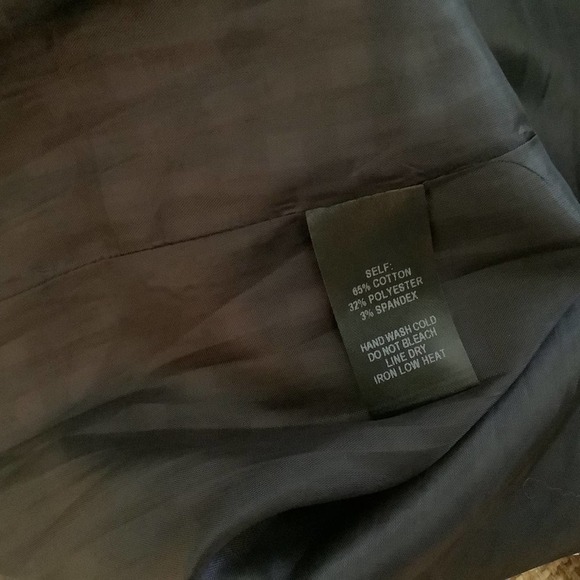 SELF:
65% COTTON
32% POLYESTER
3% SPANDEX
HAND WASH COLD
DO NOT BLEACH
LINE DRY
IRON LOW HEAT